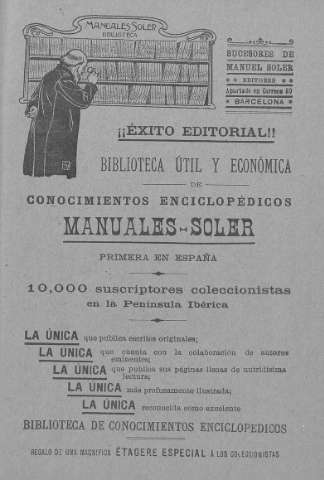 MANUALES SOLER
BIBLIOTECA
SUCESORES DE
MANUEL SOLER
EDITORES
Apartado en Correos 89
BARCELONA
¡¡ÉXITO EDITORIAL!!
BIBLIOTECA ÚTIL Y ECONÓMICA
DE
CONOCIMIENTOS ENCICLOPÉDICOS
MANUALES-SOLER
PRIMERA EN ESPAÑA
10,000 suscriptores coleccionistas
en la Península Ibérica
LA ÚNICA que publica escritos originales;
LA ÚNICA que cuenta con la colaboración de autores
eminentes;
LA ÚNICA que publica sus páginas llenas de nutridísima
lectura;
LA ÚNICA más profusamente ilustrada;
LA ÚNICA reconocida como excelente
BIBLIOTECA DE CONOCIMIENTOS ENCICLOPEDICOS
REGALO DE UNA MAGNÍFICA ÉTAGERE ESPECIAL Á LOS COLECCIONISTAS